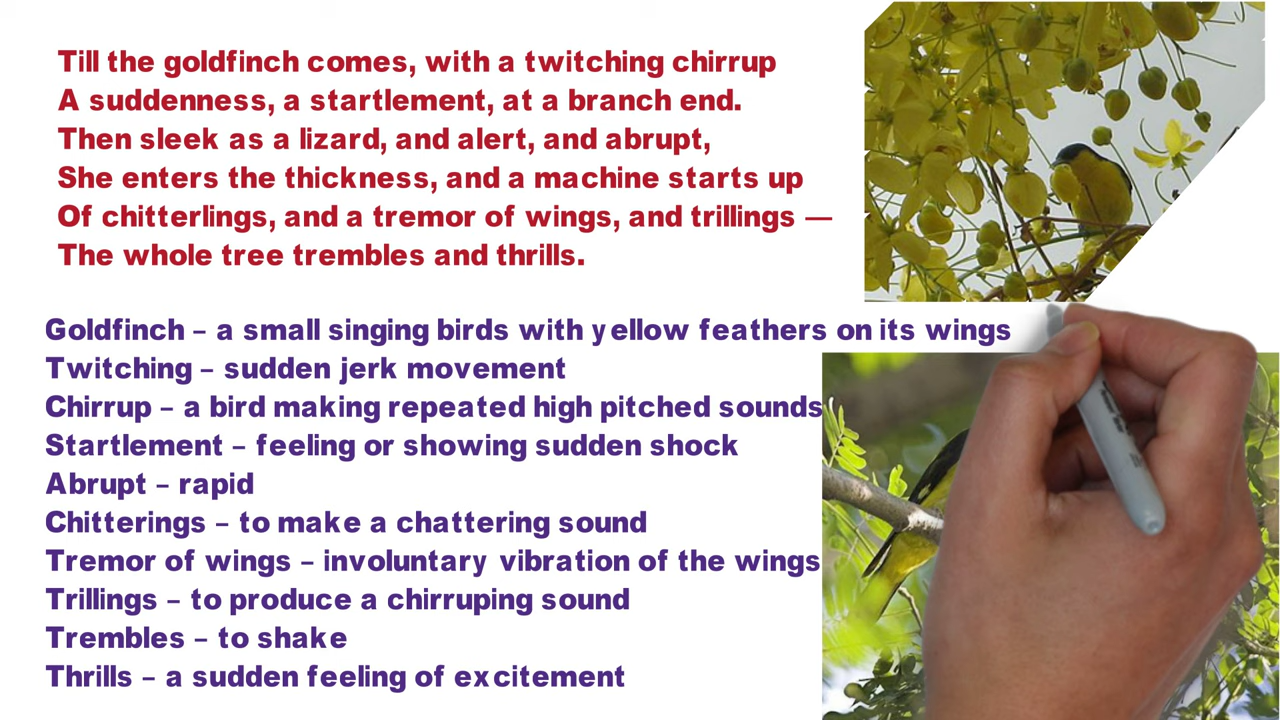 Till the goldfinch comes, with a twitching chirrup
A suddenness, a startlement, at a branch end.
Then sleek as a lizard, and alert, and abrupt,
She enters the thickness, and a machine starts up
Of chitterlings, and a tremor of wings, and trillings —
The whole tree trembles and thrills.
Goldfinch – a small singing birds with yellow feathers on its wings
Twitching – sudden jerk movement
Chirrup – a bird making repeated high pitched sounds
Startlement – feeling or showing sudden shock
Abrupt – rapid
Chitterings – to make a chattering sound
Tremor of wings – involuntary vibration of the wings
Trillings – to produce a chirruping sound
Trembles – to shake
Thrills – a sudden feeling of excitement